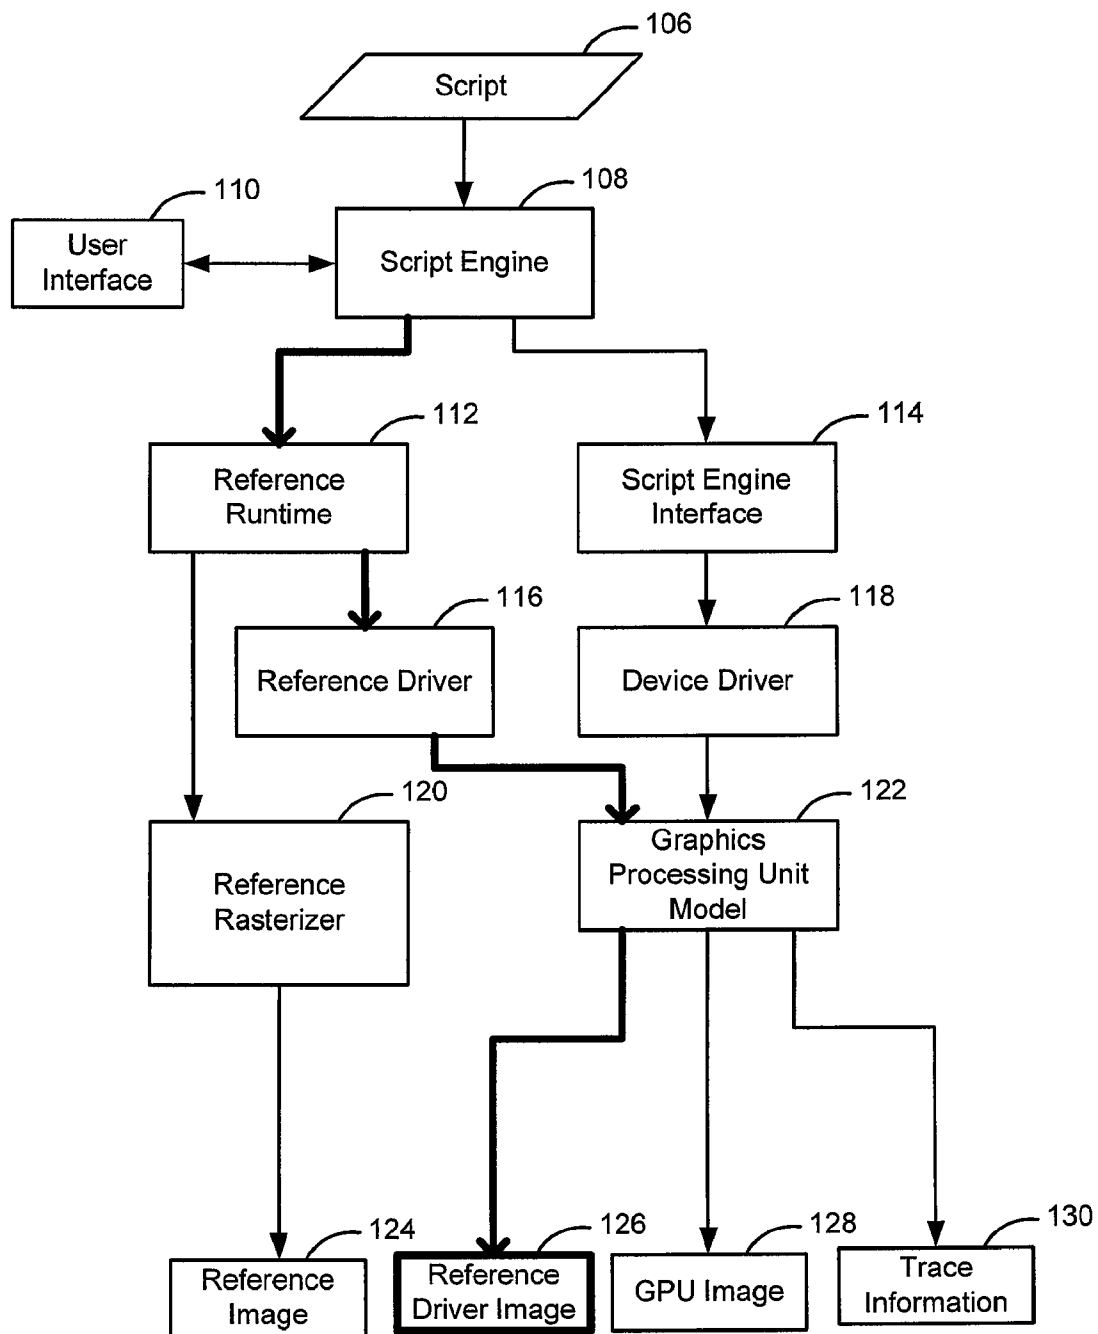 106
Script
108
110
User
Interface
Script Engine
112
114
Reference
Runtime
Script Engine
Interface
116
118
Reference Driver
Device Driver
120
122
Reference
Rasterizer
Graphics
Processing Unit
Model
124
126
128
130
Reference
Image
Reference
Driver Image
GPU Image
Trace
Information